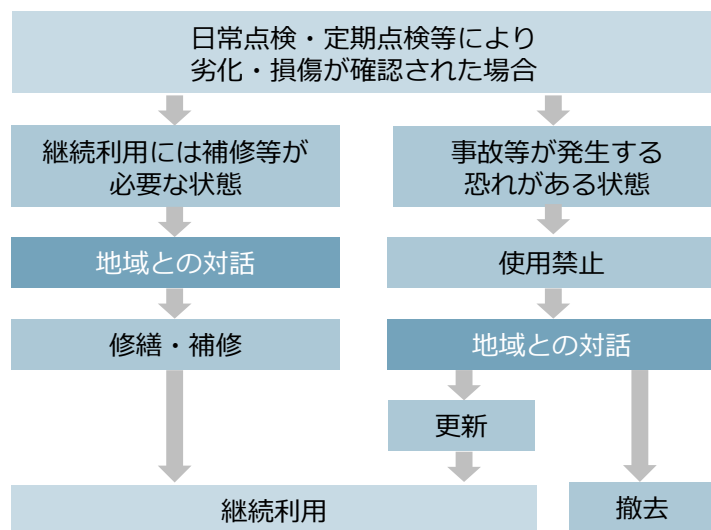 日常点検・定期点検等により
劣化・損傷が確認された場合
継続利用には補修等が
必要な状態
事故等が発生する
恐れがある状態
地域との対話
使用禁止
修繕・補修
地域との対話
更新
継続利用
撤去